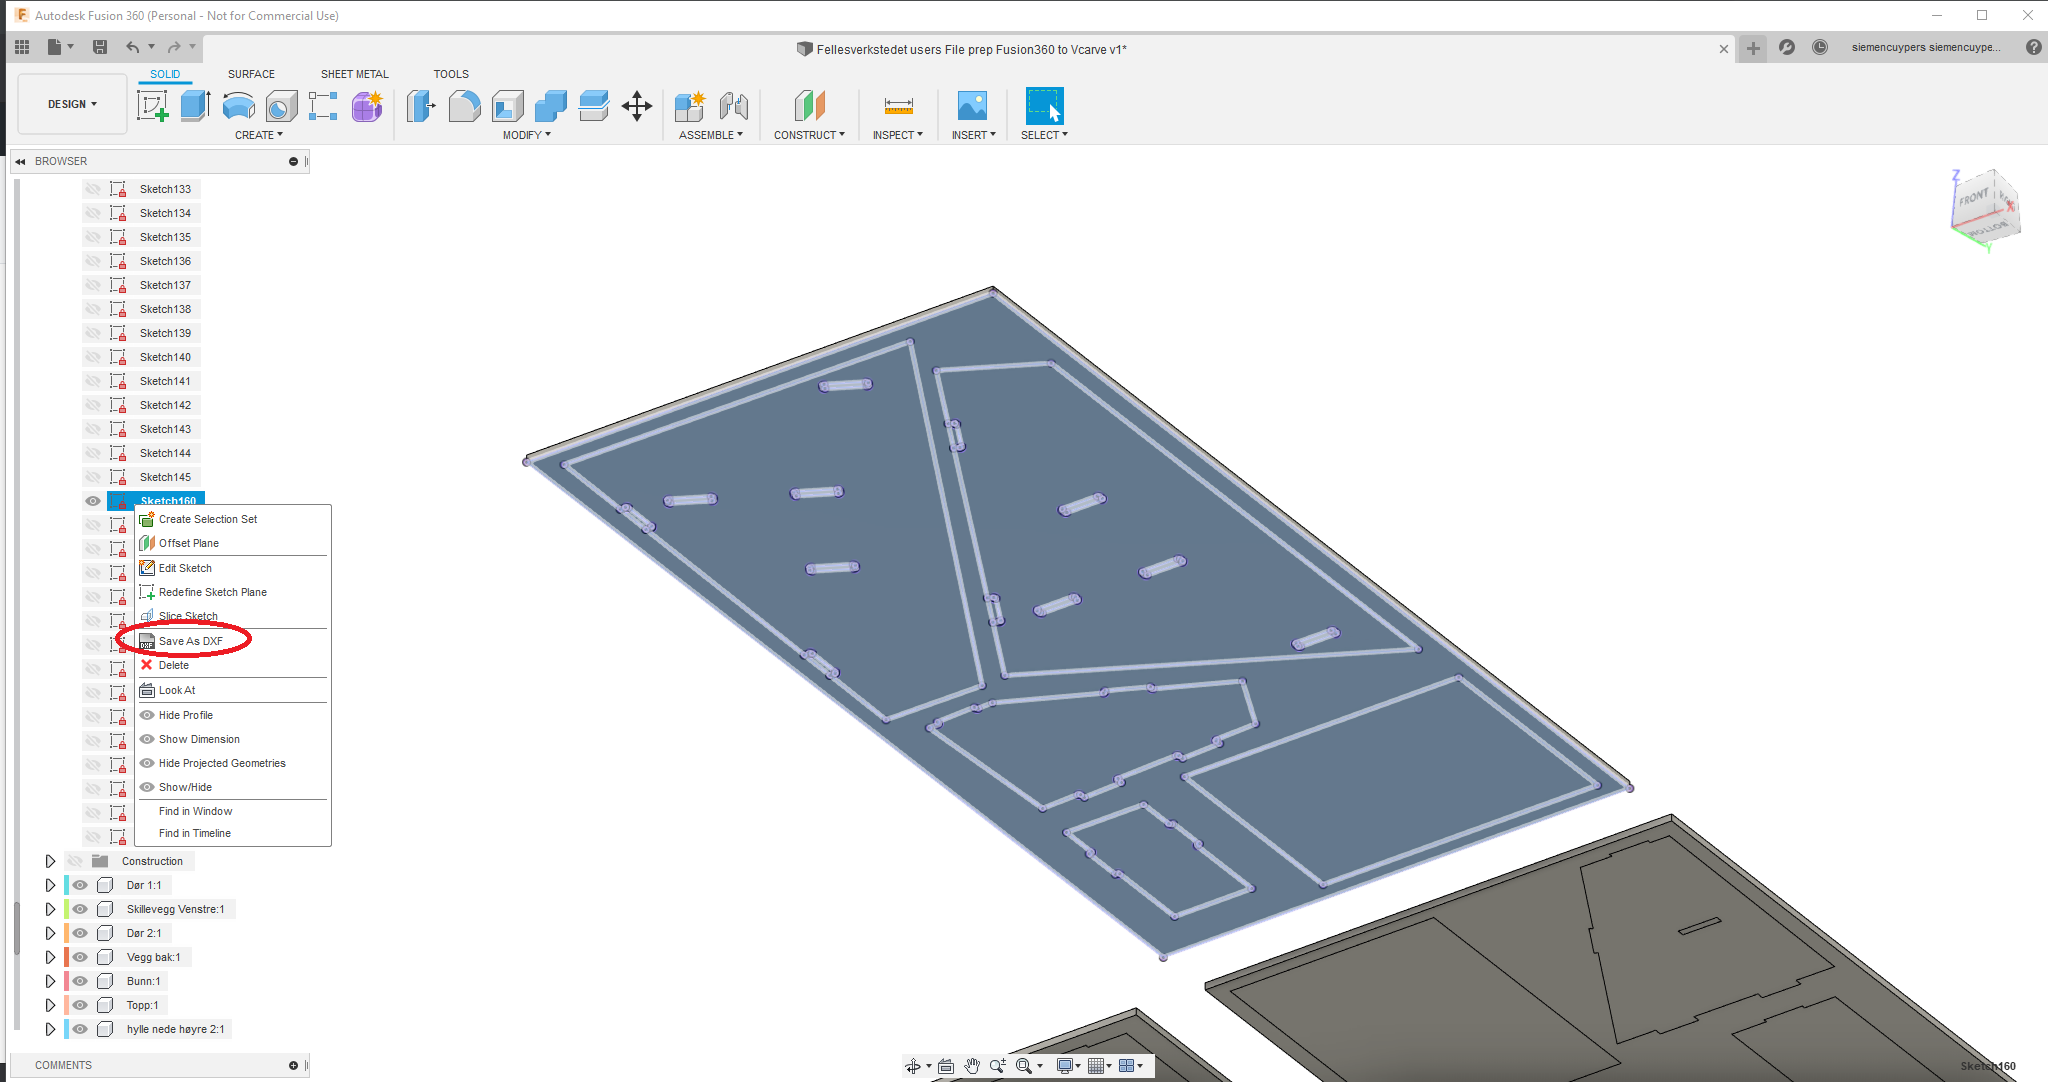 Autodesk Fusion 360 (Personal - Not for Commercial Use)
Fellesverkstedet users File prep Fusion360 to Vcarve v1*
siemencuypers siemencuype...
SOLID SURFACE SHEET METAL TOOLS
DESIGN
CREATE MODIFY ASSEMBLE CONSTRUCT INSPECT INSERT SELECT
BROWSER
Sketch133
Sketch134
Sketch135
Sketch136
Sketch137
Sketch138
Sketch139
Sketch140
Sketch141
Sketch142
Sketch143
Sketch144
Sketch145
Sketch160
Create Selection Set
Offset Plane
Edit Sketch
Redefine Sketch Plane
Slice Sketch
DXF Save As DXF
Delete
Look At
Hide Profile
Show Dimension
Hide Projected Geometries
Show/Hide
Find in Window
Find in Timeline
Construction
Dør 1:1
Skillevegg Venstre:1
Dør 2:1
Vegg bak:1
Bunn:1
Topp:1
hylle nede høyre 2:1
COMMENTS
Z
FRONT
X
BOTTOM
Y
Sketch160